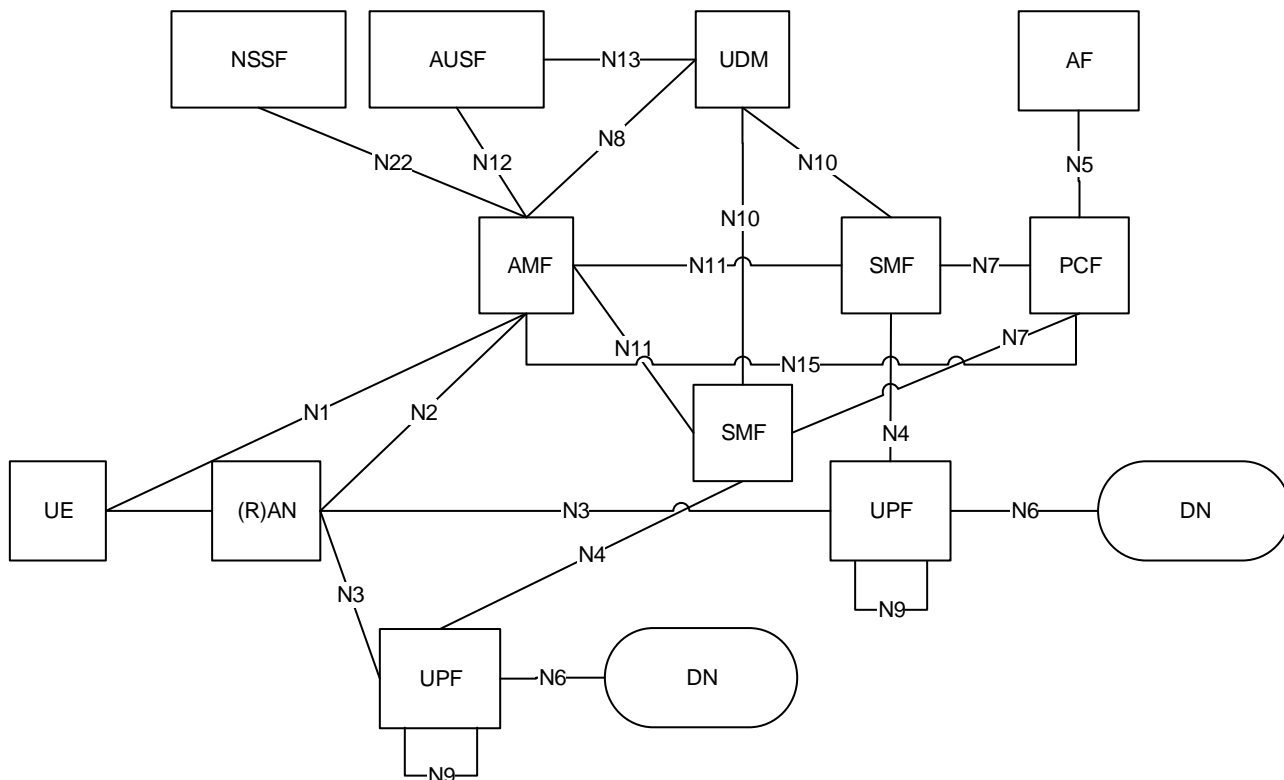 NSSF
AUSF
N13
UDM
AF
N22
N12
N8
N10
N5
N10
AMF
N11
SMF
N7
PCF
N11
N7
N15
N1
N2
SMF
N4
UE
(R)AN
N3
UPF
N6
DN
N4
N3
N9
UPF
N6
DN
N9